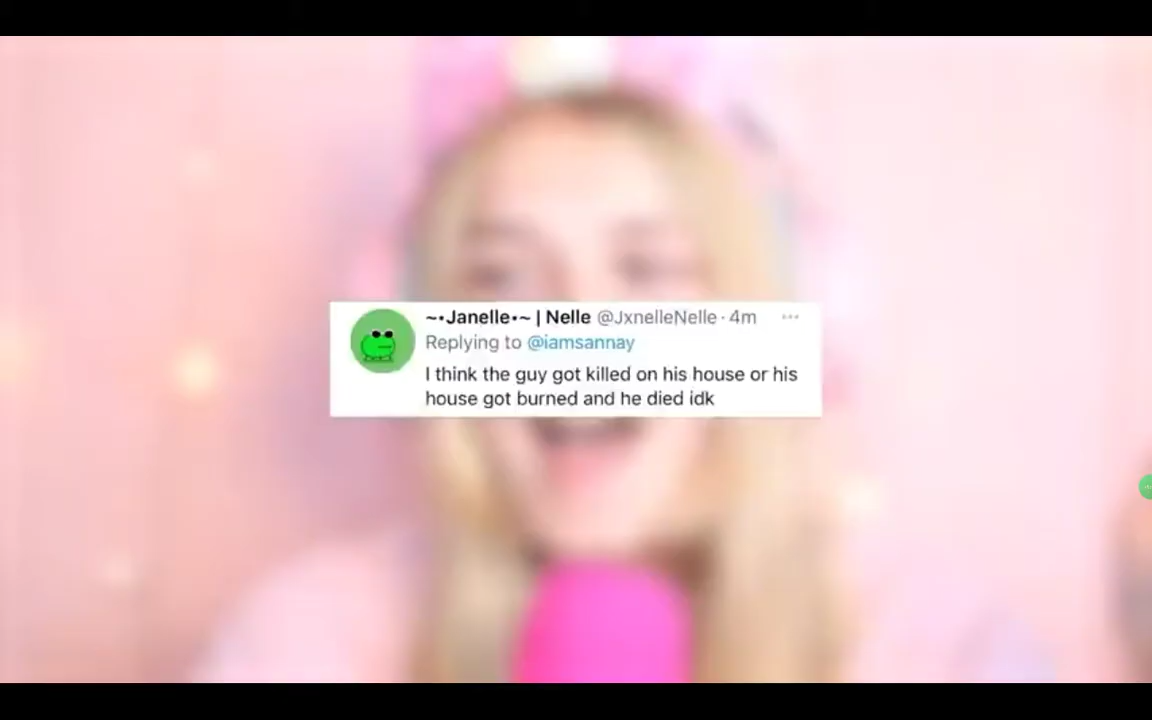 ~•Janelle•~ | Nelle @JxnelleNelle · 4m
Replying to @iamsannay
I think the guy got killed on his house or his
house got burned and he died idk